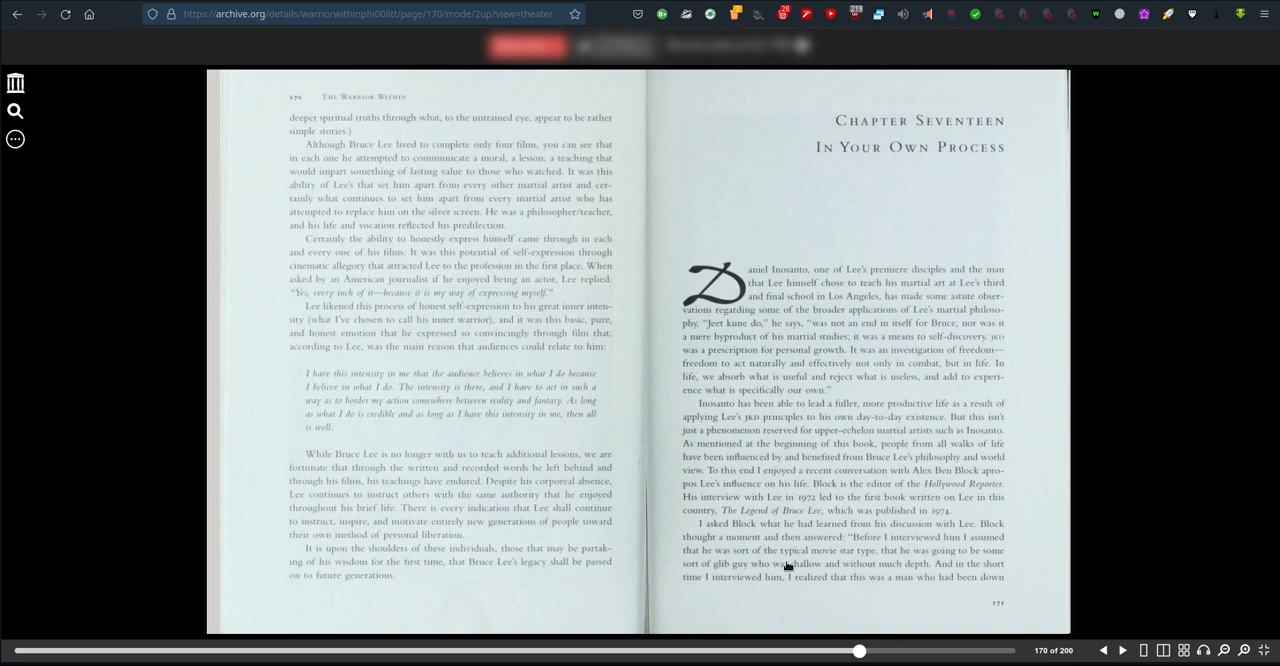 https://archive.org/details/warriorwithinphi00litt/page/170/mode/2up?view=theater
28
219
170 THE WARRIOR WITHIN
deeper spiritual truths through what, to the untrained eye, appear to be rather
simple stories.)
Although Bruce Lee lived to complete only four films, you can see that
in each one he attempted to communicate a moral, a lesson, a teaching that
would impart something of lasting value to those who watched. It was this
ability of Lee's that set him apart from every other martial artist and cer-
tainly what continues to set him apart from every martial artist who has
attempted to replace him on the silver screen. He was a philosopher/teacher,
and his life and vocation reflected his predilection.
Certainly the ability to honestly express himself came through in each
and every one of his films. It was this potential of self-expression through
cinematic allegory that attracted Lee to the profession in the first place. When
asked by an American journalist if he enjoyed being an actor, Lee replied:
"Yes, every inch of it—because it is my way of expressing myself."
Lee likened this process of honest self-expression to his great inner inten-
sity (what I've chosen to call his inner warrior), and it was this basic, pure,
and honest emotion that he expressed so convincingly through film that,
according to Lee, was the main reason that audiences could relate to him:
I have this intensity in me that the audience believes in what I do because
I believe in what I do. The intensity is there, and I have to act in such a
way as to border my action somewhere between reality and fantasy. As long
as what I do is credible and as long as I have this intensity in me, then all
is well.
While Bruce Lee is no longer with us to teach additional lessons, we are
fortunate that through the written and recorded words he left behind and
through his films, his teachings have endured. Despite his corporeal absence,
Lee continues to instruct others with the same authority that he enjoyed
throughout his brief life. There is every indication that Lee shall continue
to instruct, inspire, and motivate entirely new generations of people toward
their own method of personal liberation.
It is upon the shoulders of these individuals, those that may be partak-
ing of his wisdom for the first time, that Bruce Lee's legacy shall be passed
on to future generations.
CHAPTER SEVENTEEN
IN YOUR OWN PROCESS
Daniel Inosanto, one of Lee's premiere disciples and the man
that Lee himself chose to teach his martial art at Lee's third
and final school in Los Angeles, has made some astute obser-
vations regarding some of the broader applications of Lee's martial philoso-
phy. "Jeet kune do," he says, "was not an end in itself for Bruce, nor was it
a mere byproduct of his martial studies; it was a means to self-discovery. JKD
was a prescription for personal growth. It was an investigation of freedom—
freedom to act naturally and effectively not only in combat, but in life. In
life, we absorb what is useful and reject what is useless, and add to experi-
ence what is specifically our own."
Inosanto has been able to lead a fuller, more productive life as a result of
applying Lee's JKD principles to his own day-to-day existence. But this isn't
just a phenomenon reserved for upper-echelon martial artists such as Inosanto.
As mentioned at the beginning of this book, people from all walks of life
have been influenced by and benefited from Bruce Lee's philosophy and world
view. To this end I enjoyed a recent conversation with Alex Ben Block apro-
pos Lee's influence on his life. Block is the editor of the Hollywood Reporter.
His interview with Lee in 1972 led to the first book written on Lee in this
country, The Legend of Bruce Lee, which was published in 1974.
I asked Block what he had learned from his discussion with Lee. Block
thought a moment and then answered: "Before I interviewed him I assumed
that he was sort of the typical movie star type, that he was going to be some
sort of glib guy who was shallow and without much depth. And in the short
time I interviewed him, I realized that this was a man who had been down
171
170 of 200